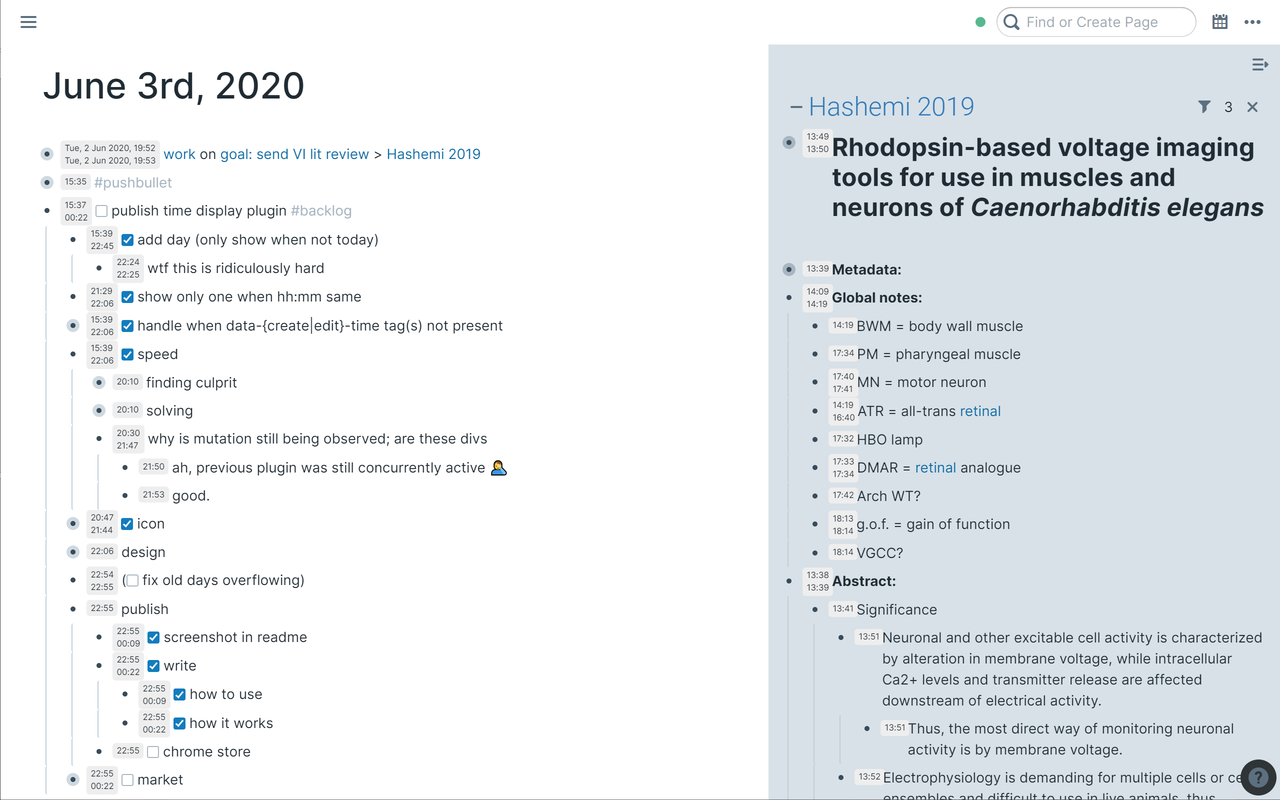 Find or Create Page
June 3rd, 2020
Tue, 2 Jun 2020, 19:52
Tue, 2 Jun 2020, 19:53
work on goal: send VI lit review > Hashemi 2019
15:35 #pushbullet
15:37
00:22
publish time display plugin #backlog
15:39
22:45
add day (only show when not today)
22:24
22:25
wtf this is ridiculously hard
21:29
22:06
show only one when hh:mm same
15:39
22:06
handle when data-{create|edit}-time tag(s) not present
15:39
22:06
speed
20:10 finding culprit
20:10 solving
20:30
21:47
why is mutation still being observed; are these divs
21:50 ah, previous plugin was still concurrently active 🤦‍♂️
21:53 good.
20:47
21:44
icon
22:06 design
22:54
22:55
( fix old days overflowing)
22:55 publish
22:55
00:09
screenshot in readme
22:55
00:22
write
22:55
00:09
how to use
22:55
00:22
how it works
22:55 chrome store
22:55
00:22
market
Hashemi 2019
3
13:49
13:50
Rhodopsin-based voltage imaging
tools for use in muscles and
neurons of Caenorhabditis elegans
13:39 Metadata:
14:09
14:19
Global notes:
14:19 BWM = body wall muscle
17:34 PM = pharyngeal muscle
17:40
17:41
MN = motor neuron
14:19
16:40
ATR = all-trans retinal
17:32 HBO lamp
17:33
17:34
DMAR = retinal analogue
17:42 Arch WT?
18:13
18:14
g.o.f. = gain of function
18:14 VGCC?
13:38
13:39
Abstract:
13:41 Significance
13:51 Neuronal and other excitable cell activity is characterized
by alteration in membrane voltage, while intracellular
Ca2+ levels and transmitter release are affected
downstream of electrical activity.
13:51 Thus, the most direct way of monitoring neuronal
activity is by membrane voltage.
13:52 Electrophysiology is demanding for multiple cells or ce
ensembles and difficult to use in live animals, thus
?